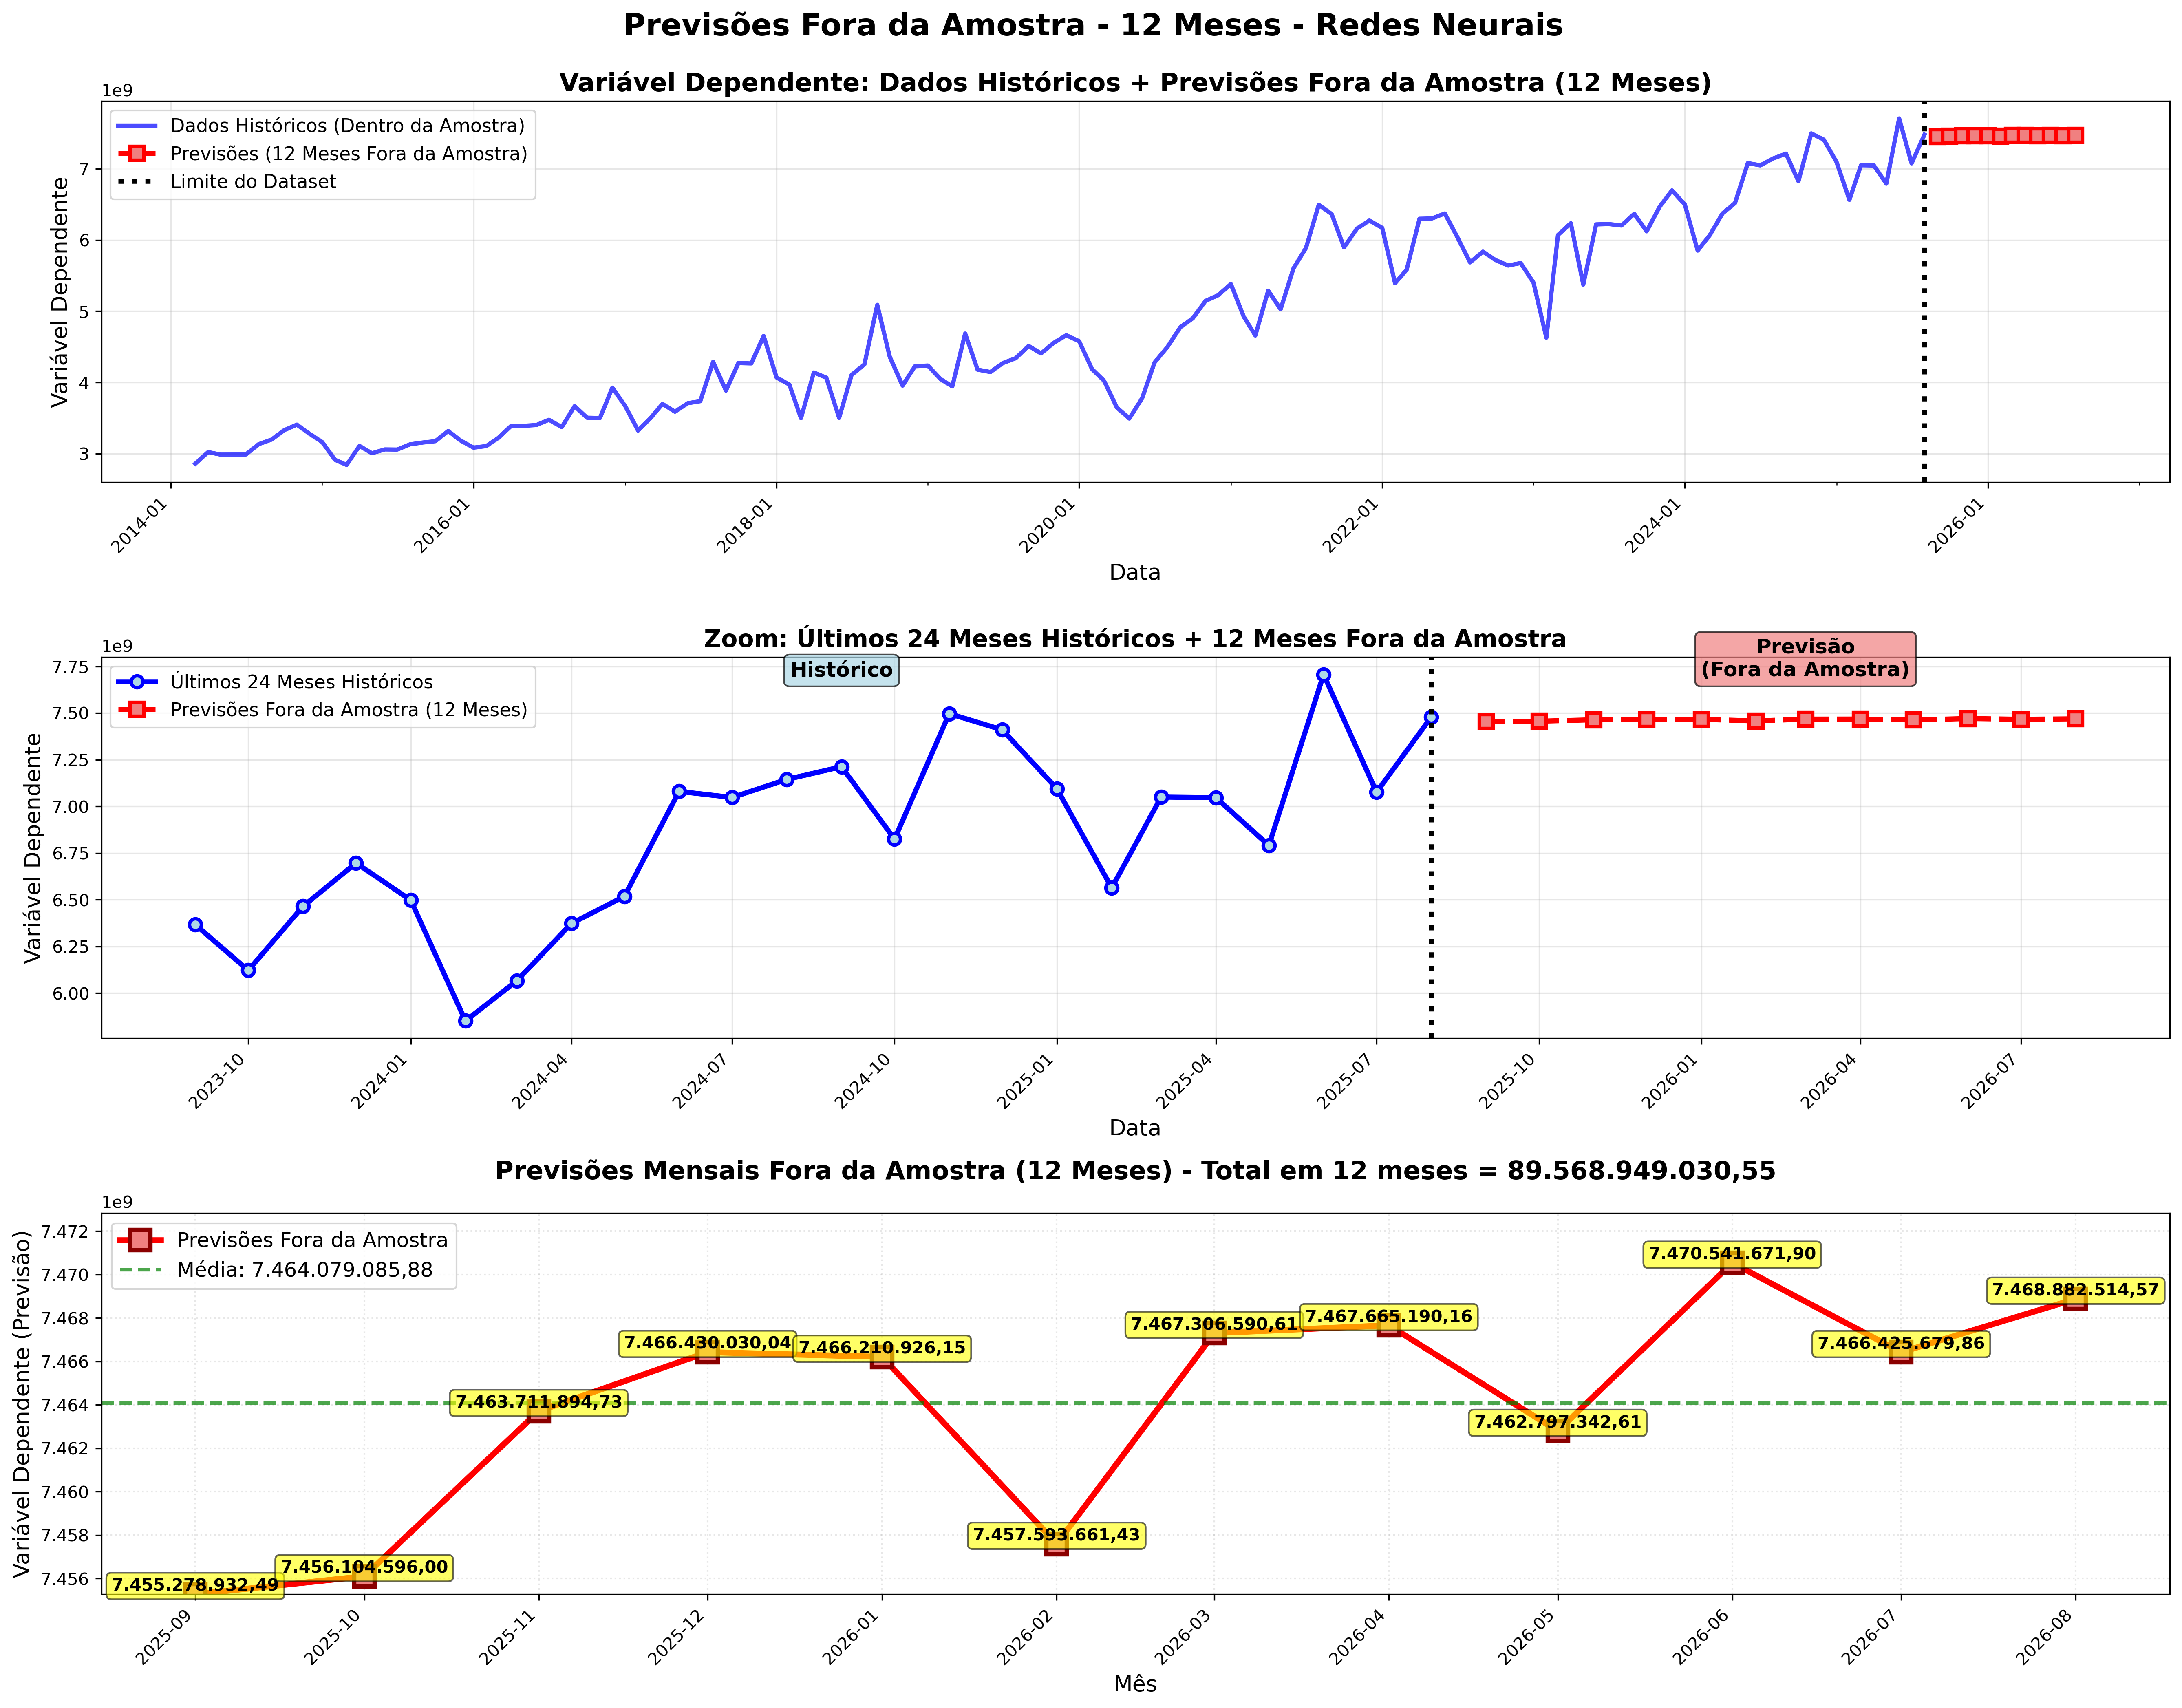 Previsões Fora da Amostra - 12 Meses - Redes Neurais
Variável Dependente: Dados Históricos + Previsões Fora da Amostra (12 Meses)
1e9
Dados Históricos (Dentro da Amostra)
Previsões (12 Meses Fora da Amostra)
Limite do Dataset
Variável Dependente
7
6
5
4
3
2014-01
2016-01
2018-01
2020-01
2022-01
2024-01
2026-01
Data
Zoom: Últimos 24 Meses Históricos + 12 Meses Fora da Amostra
1e9
Histórico
Previsão
(Fora da Amostra)
Últimos 24 Meses Históricos
Previsões Fora da Amostra (12 Meses)
Variável Dependente
7.75
7.50
7.25
7.00
6.75
6.50
6.25
6.00
2023-10
2024-01
2024-04
2024-07
2024-10
2025-01
2025-04
2025-07
2025-10
2026-01
2026-04
2026-07
Data
Previsões Mensais Fora da Amostra (12 Meses) - Total em 12 meses = 89.568.949.030,55
1e9
Previsões Fora da Amostra
Média: 7.464.079.085,88
Variável Dependente (Previsão)
7.472
7.470
7.468
7.466
7.464
7.462
7.460
7.458
7.456
7.455.278.932,49
7.456.104.596,00
7.463.711.894,73
7.466.430.030,04
7.466.210.926,15
7.457.593.661,43
7.467.306.590,61
7.467.665.190,16
7.462.797.342,61
7.470.541.671,90
7.466.425.679,86
7.468.882.514,57
2025-09
2025-10
2025-11
2025-12
2026-01
2026-02
2026-03
2026-04
2026-05
2026-06
2026-07
2026-08
Mês